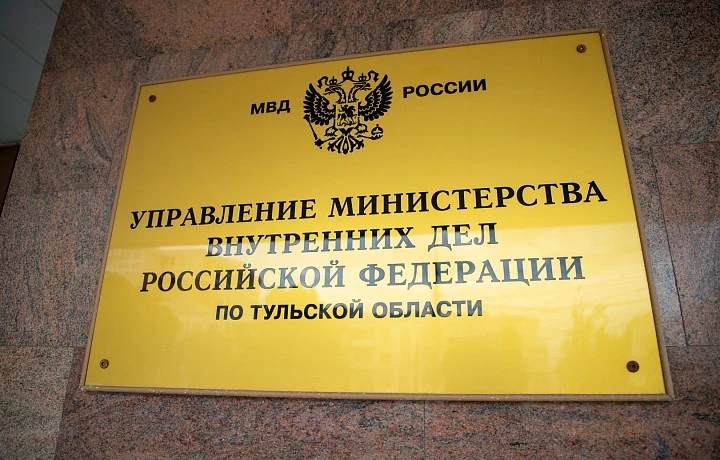 МВД РОССИИ
УПРАВЛЕНИЕ МИНИСТЕРСТВА
ВНУТРЕННИХ ДЕЛ
РОССИЙСКОЙ ФЕДЕРАЦИИ
ПО ТУЛЬСКОЙ ОБЛАСТИ